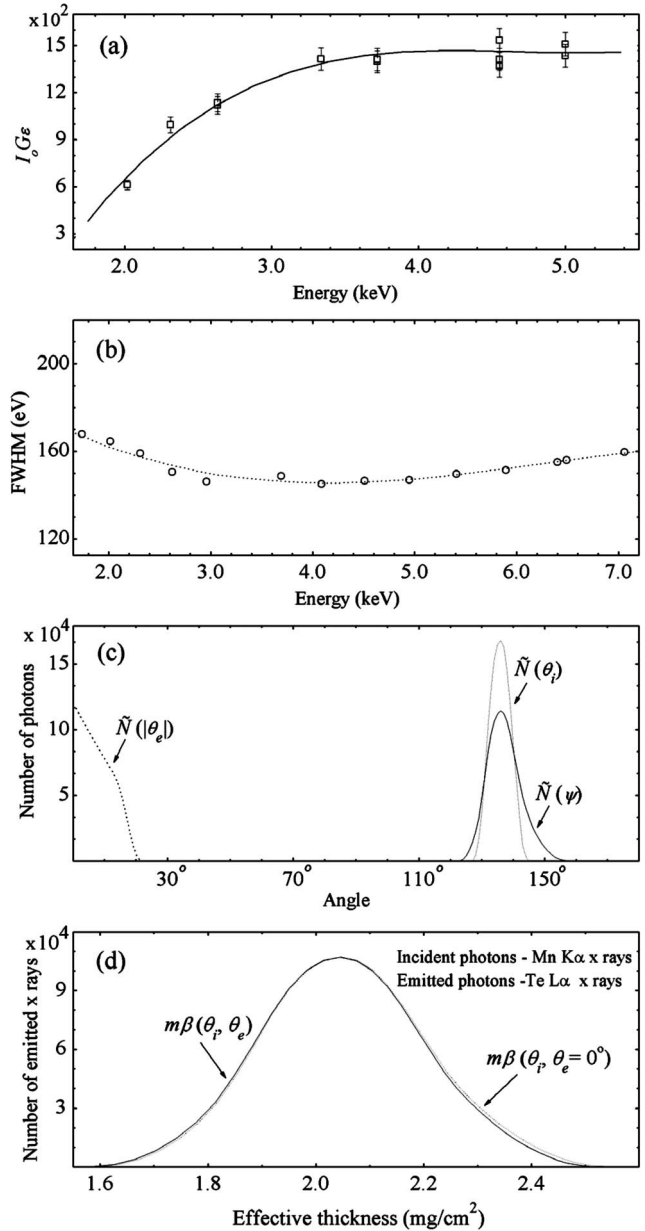 x10²
(a)
15
12
9
6
3
I₀Gε
2.0 3.0 4.0 5.0
Energy (keV)
(b)
200
160
120
FWHM (eV)
2.0 3.0 4.0 5.0 6.0 7.0
Energy (keV)
x 10⁴
(c)
15
10
5
Number of photons
Ñ(θᵢ)
Ñ(|θₑ|)
Ñ(ψ)
30° 70° 110° 150°
Angle
x10⁴
(d)
Incident photons - Mn Kα x rays
Emitted photons -Te Lα x rays
9
6
3
Number of emitted x rays
mβ(θᵢ, θₑ)
mβ(θᵢ, θₑ = 0°)
1.6 1.8 2.0 2.2 2.4
Effective thickness (mg/cm²)